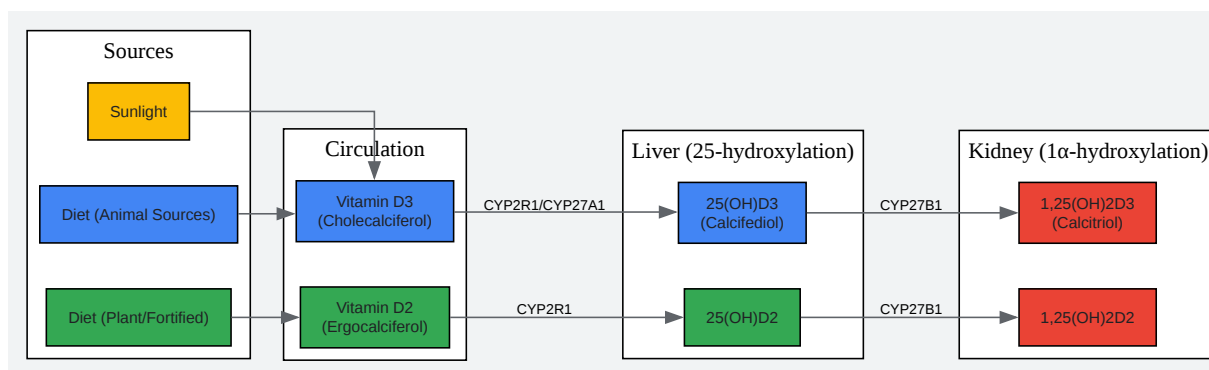 Sources
Sunlight
Circulation
Liver (25-hydroxylation)
Kidney (1α-hydroxylation)
Diet (Animal Sources)
Vitamin D3
(Cholecalciferol)
CYP2R1/CYP27A1
25(OH)D3
(Calcifediol)
CYP27B1
1,25(OH)2D3
(Calcitriol)
Diet (Plant/Fortified)
Vitamin D2
(Ergocalciferol)
CYP2R1
25(OH)D2
CYP27B1
1,25(OH)2D2